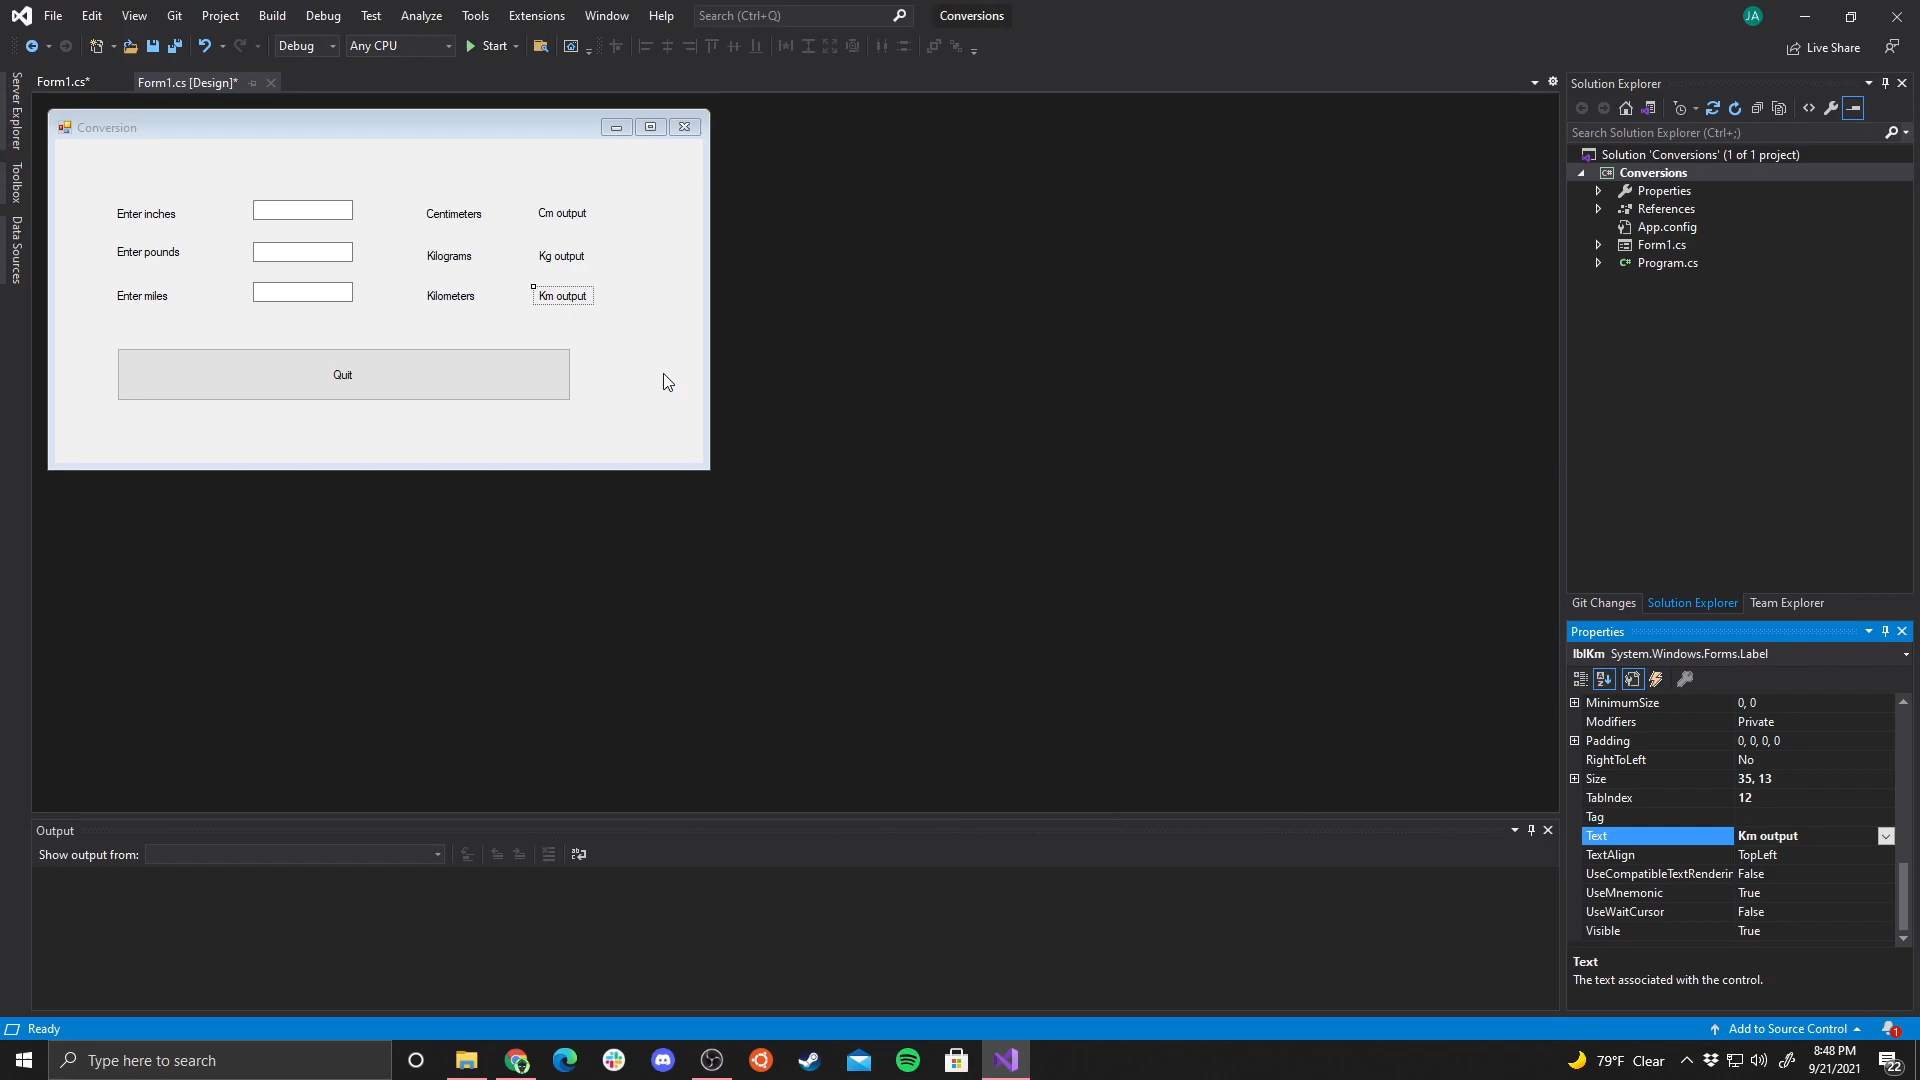 File Edit View Git Project Build Debug Test Analyze Tools Extensions Window Help Search (Ctrl+Q) Conversions JA
Debug Any CPU Start Live Share
Form1.cs* Form1.cs [Design]*
Server Explorer
Toolbox
Data Sources
Conversion
Enter inches Centimeters Cm output
Enter pounds Kilograms Kg output
Enter miles Kilometers Km output
Quit
Solution Explorer
Search Solution Explorer (Ctrl+;)
Solution 'Conversions' (1 of 1 project)
C# Conversions
Properties
References
App.config
Form1.cs
C# Program.cs
Git Changes Solution Explorer Team Explorer
Properties
lblKm System.Windows.Forms.Label
MinimumSize 0, 0
Modifiers Private
Padding 0, 0, 0, 0
RightToLeft No
Size 35, 13
TabIndex 12
Tag
Text Km output
TextAlign TopLeft
UseCompatibleTextRenderin False
UseMnemonic True
UseWaitCursor False
Visible True
Text
The text associated with the control.
Output
Show output from:
Ready Add to Source Control 1
Type here to search 79°F Clear 8:48 PM
9/21/2021 22